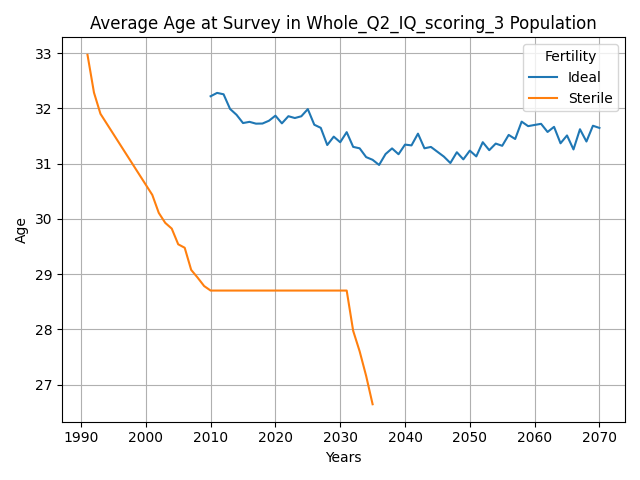 Average Age at Survey in Whole_Q2_IQ_scoring_3 Population
Fertility
Ideal
Sterile
33
32
31
30
29
28
27
Age
1990 2000 2010 2020 2030 2040 2050 2060 2070
Years